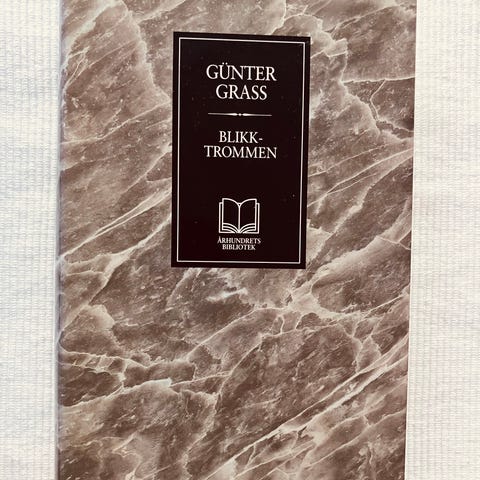 GÜNTER
GRASS
BLIKK-
TROMMEN
ÅRHUNDRETS
BIBLIOTEK